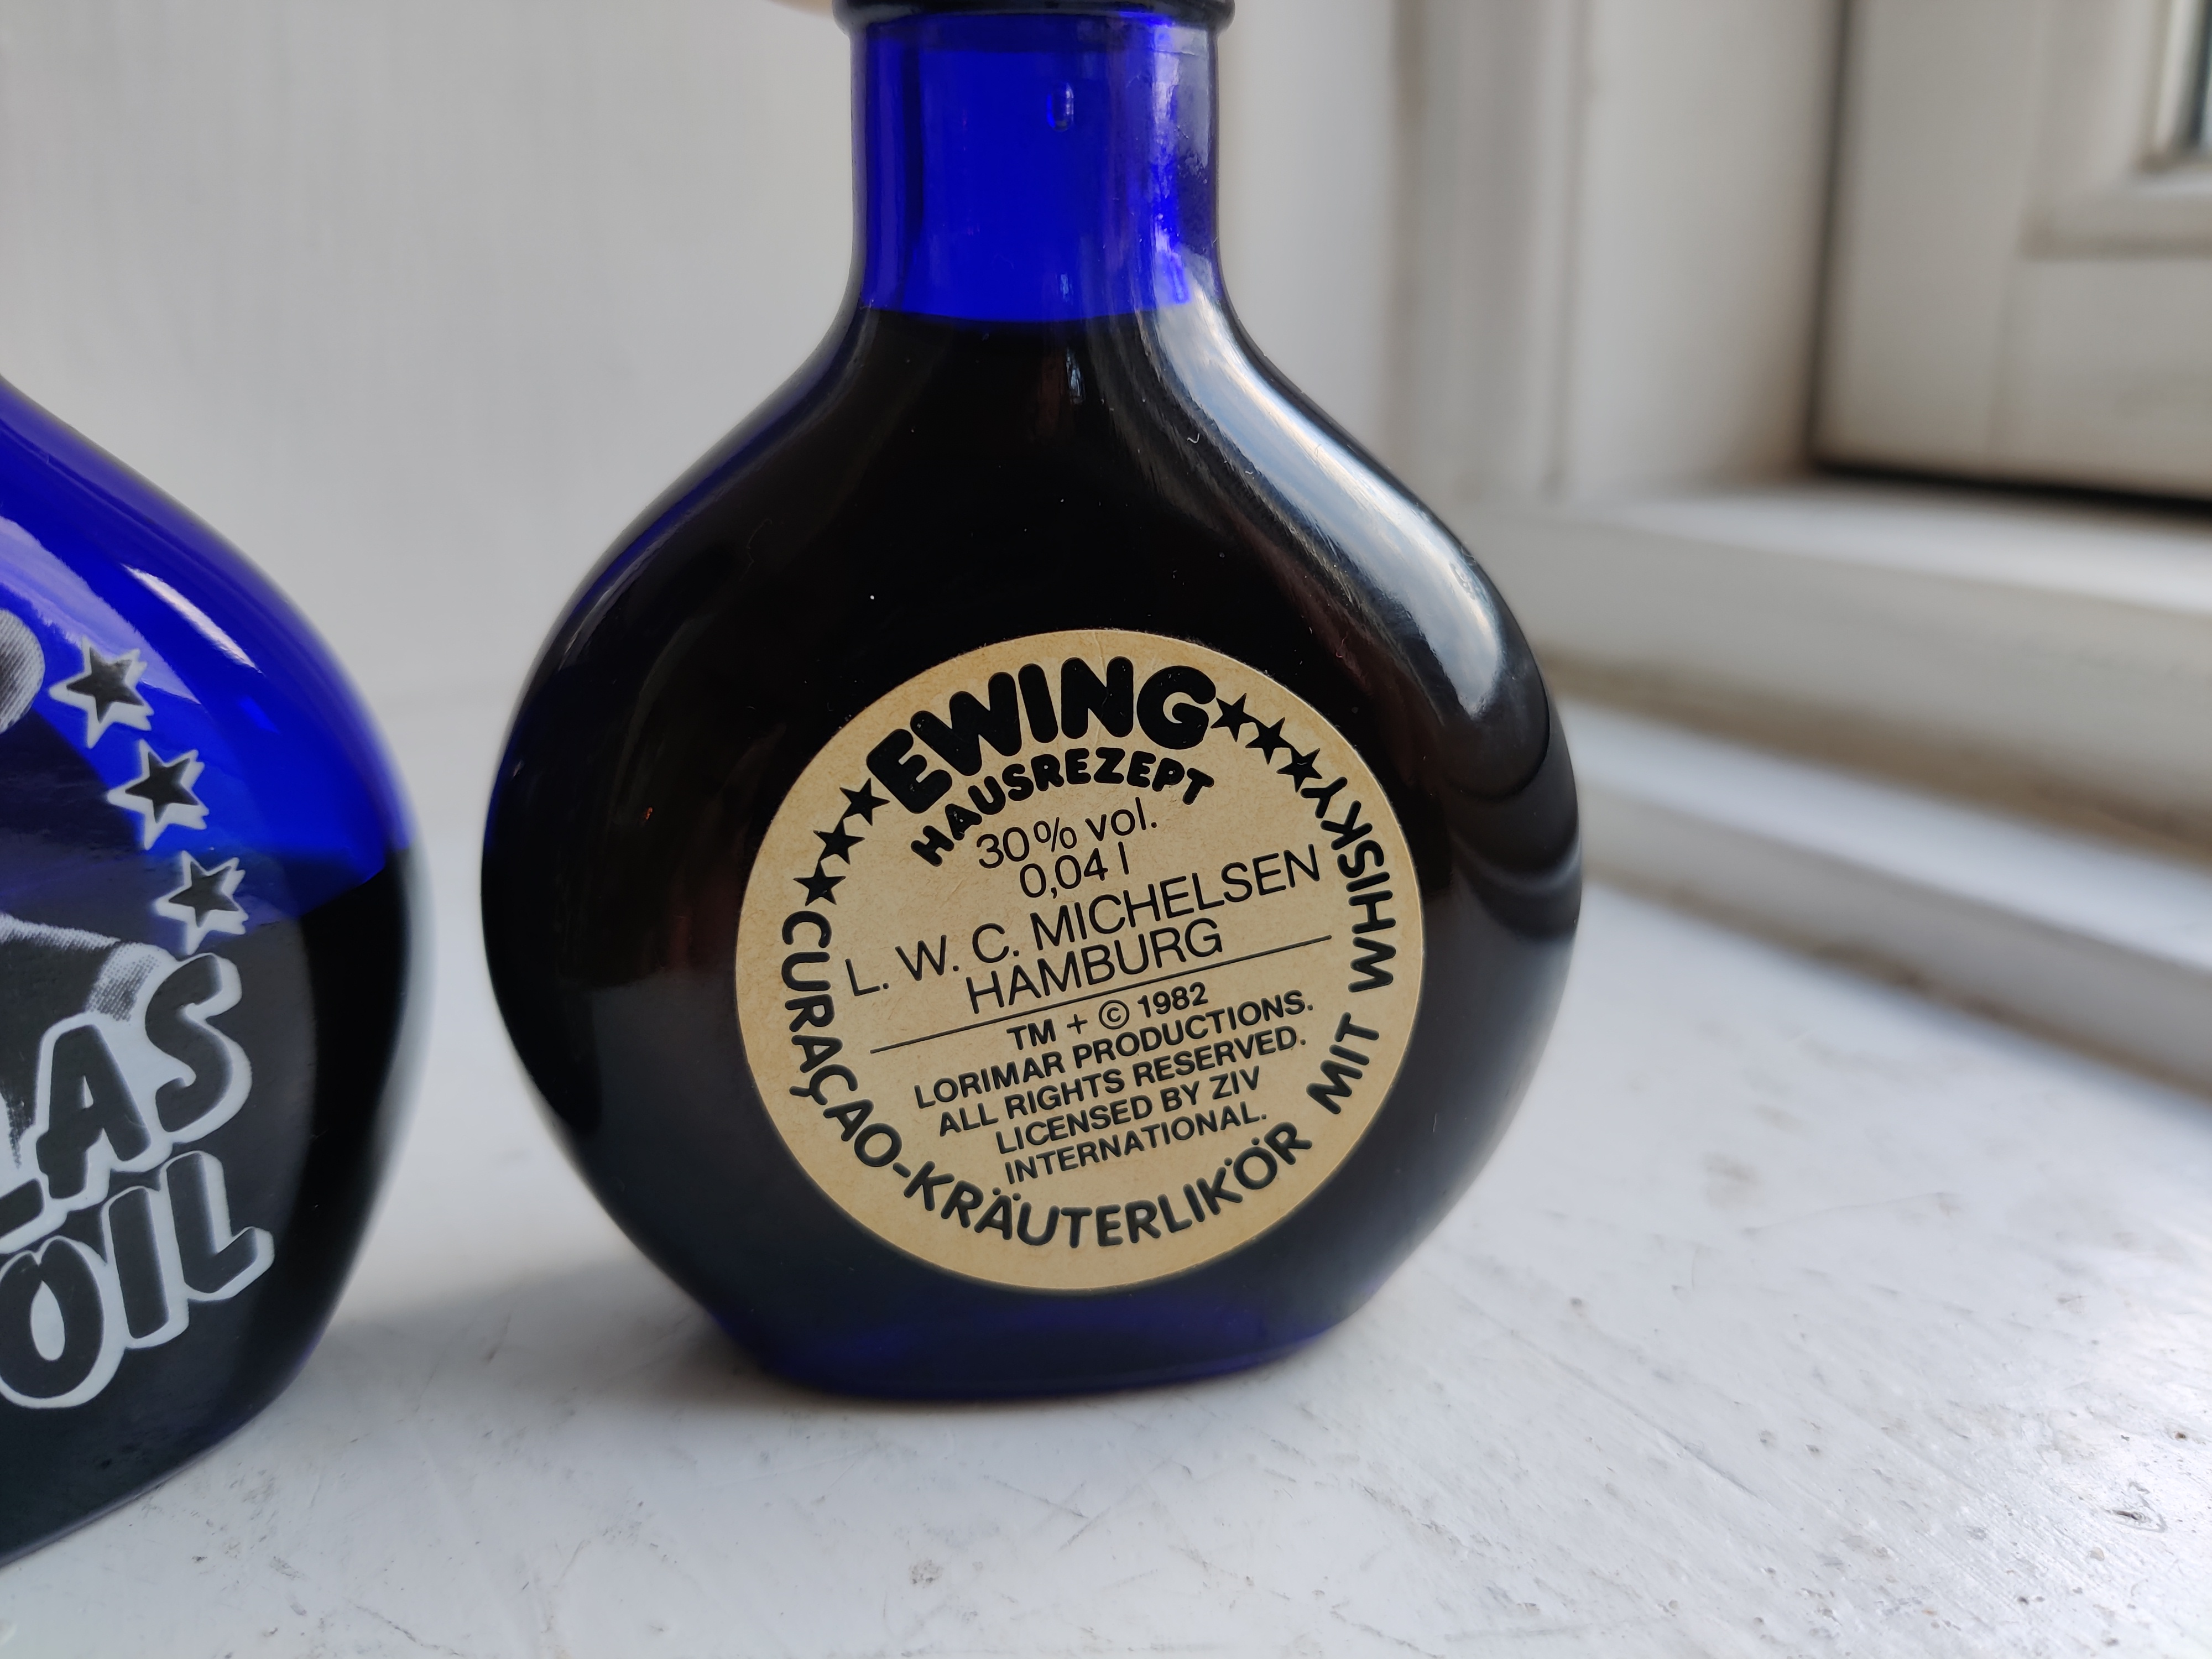 EWING
HAUSREZEPT
30% vol.
0,04 l
L. W. C. MICHELSEN
HAMBURG
TM + © 1982
LORIMAR PRODUCTIONS.
ALL RIGHTS RESERVED.
LICENSED BY ZIV
INTERNATIONAL.
CURAÇAO-KRÄUTERLIKÖR MIT WHISKY
OIL